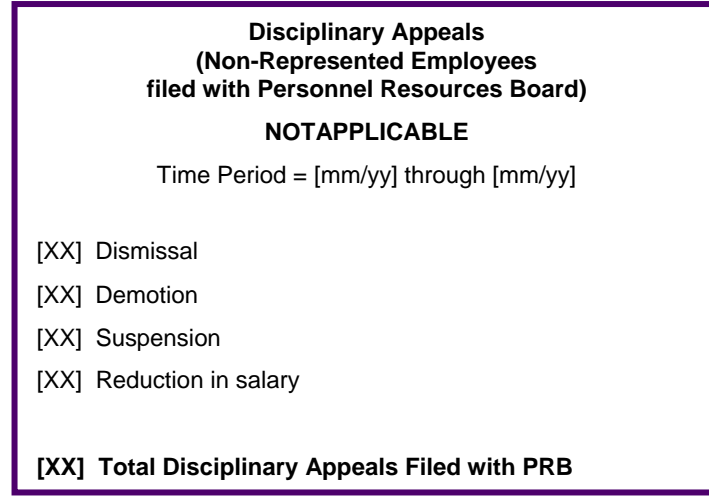 Disciplinary Appeals
(Non-Represented Employees
filed with Personnel Resources Board)
NOTAPPLICABLE
Time Period = [mm/yy] through [mm/yy]
[XX] Dismissal
[XX] Demotion
[XX] Suspension
[XX] Reduction in salary
[XX] Total Disciplinary Appeals Filed with PRB